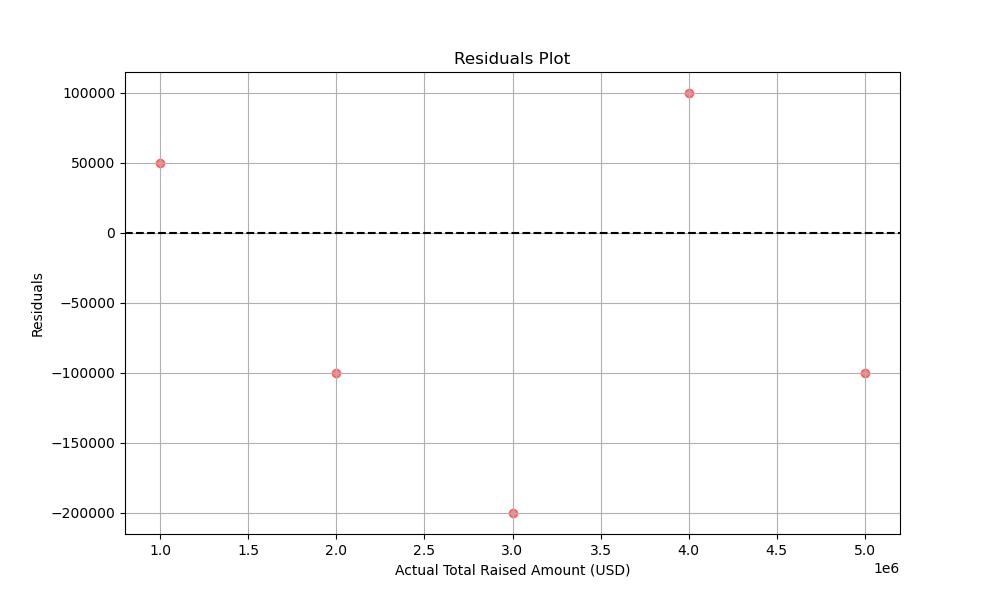 Residuals Plot
100000
50000
0
−50000
−100000
−150000
−200000
Residuals
1.0 1.5 2.0 2.5 3.0 3.5 4.0 4.5 5.0
1e6
Actual Total Raised Amount (USD)